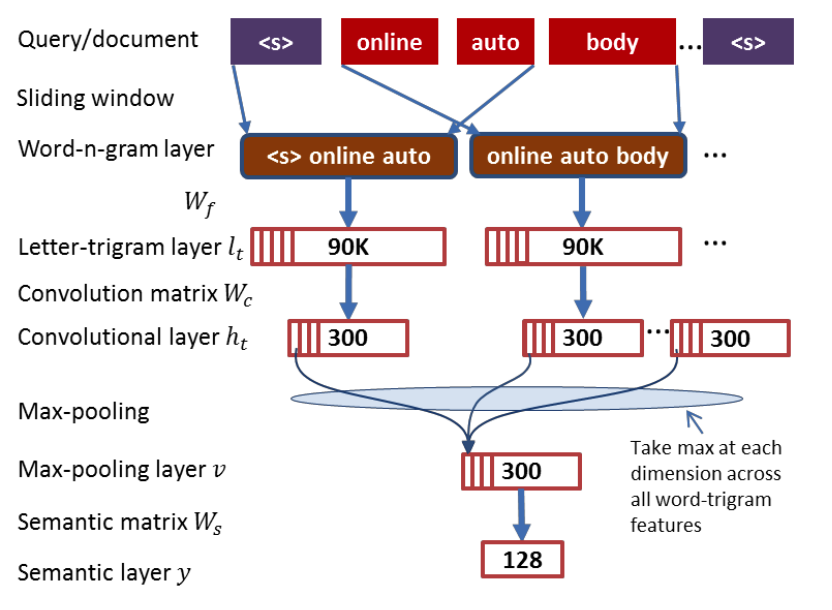 Query/document <s> online auto body ... <s>
Sliding window
Word-n-gram layer <s> online auto online auto body ...
W_f
Letter-trigram layer l_t 90K 90K ...
Convolution matrix W_c
Convolutional layer h_t 300 300 ... 300
Max-pooling
Take max at each
dimension across
all word-trigram
features
Max-pooling layer v 300
Semantic matrix W_s
Semantic layer y 128